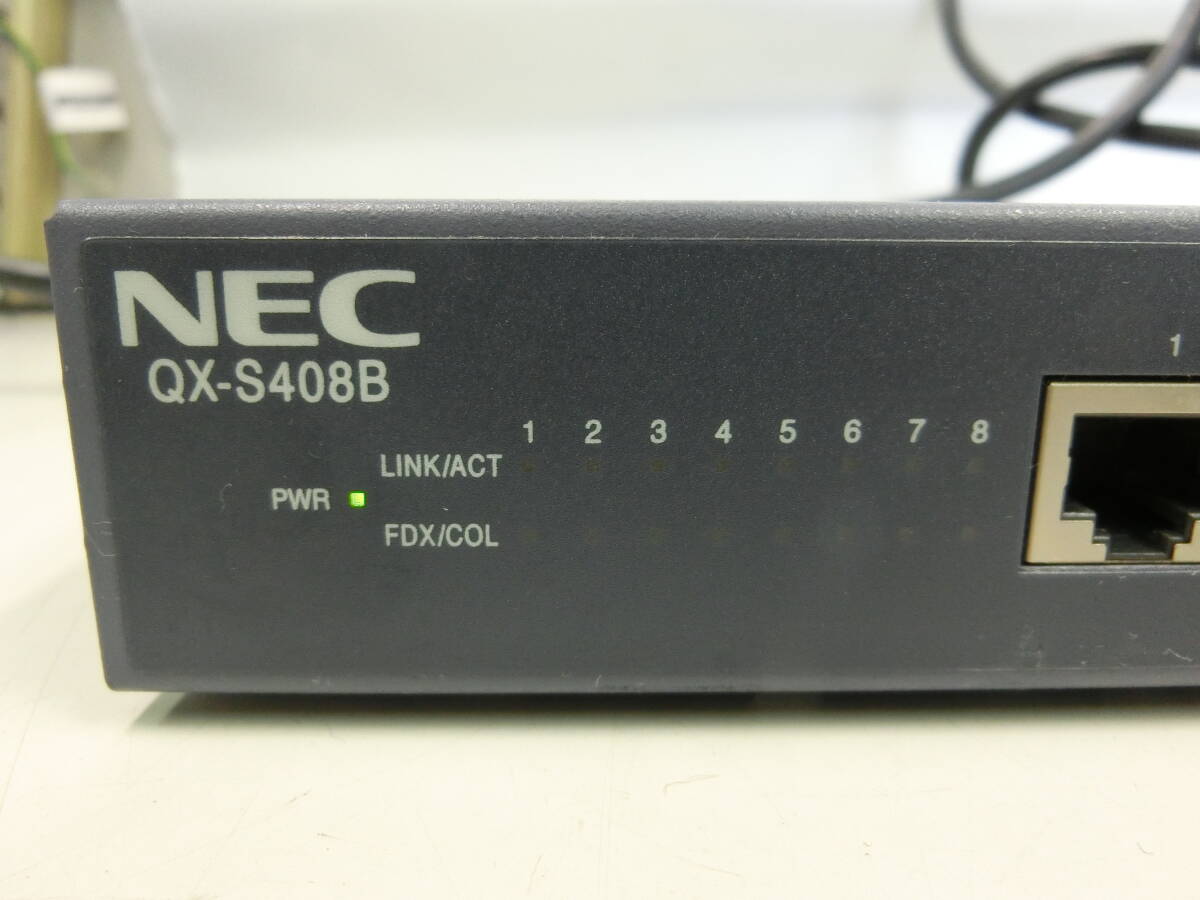 NEC
QX-S408B
1 2 3 4 5 6 7 8
LINK/ACT
PWR
FDX/COL
1